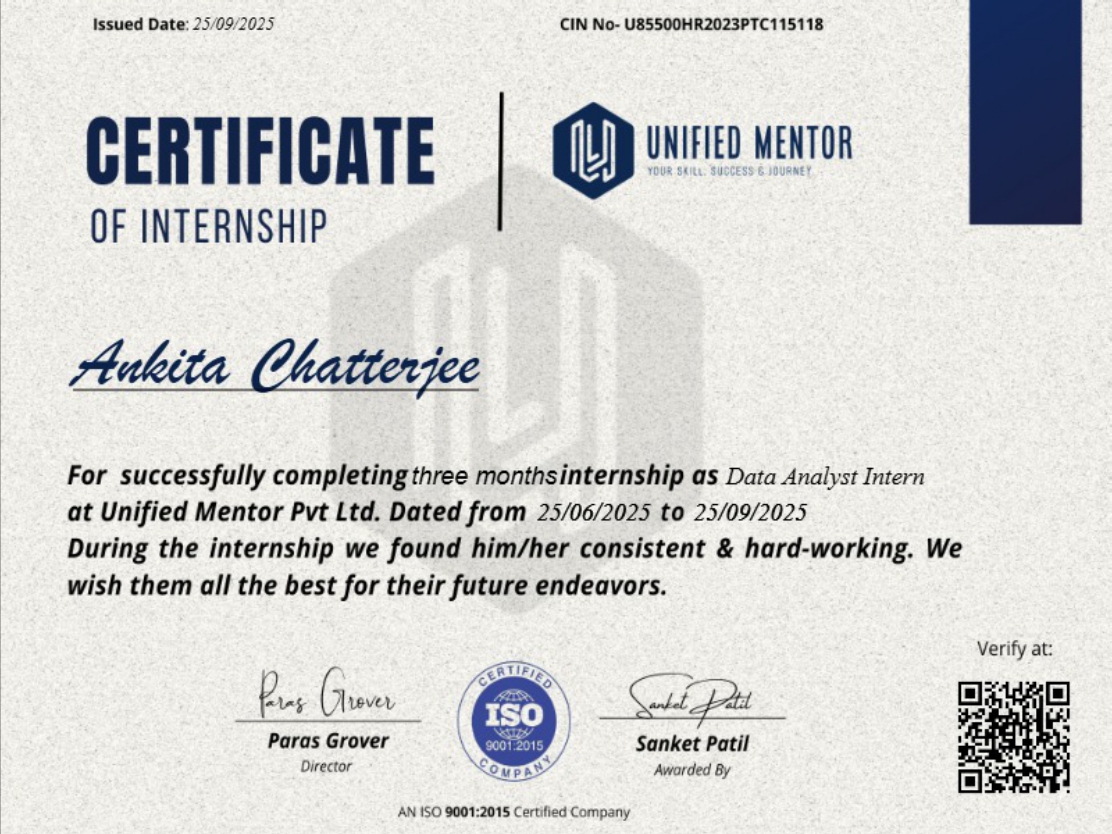 Issued Date: 25/09/2025
CIN No- U85500HR2023PTC115118
CERTIFICATE
OF INTERNSHIP
UNIFIED MENTOR
YOUR SKILL, SUCCESS & JOURNEY
Ankita Chatterjee
For successfully completing three months internship as Data Analyst Intern
at Unified Mentor Pvt Ltd. Dated from 25/06/2025 to 25/09/2025
During the internship we found him/her consistent & hard-working. We
wish them all the best for their future endeavors.
Verify at:
Paras Grover
Paras Grover
Director
CERTIFIED
ISO
9001:2015
COMPANY
Sanket Patil
Sanket Patil
Awarded By
AN ISO 9001:2015 Certified Company